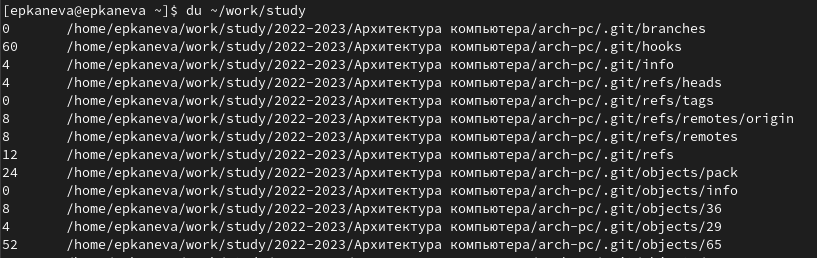 [epkaneva@epkaneva ~]$ du ~/work/study
0 /home/epkaneva/work/study/2022-2023/Архитектура компьютера/arch-pc/.git/branches
60 /home/epkaneva/work/study/2022-2023/Архитектура компьютера/arch-pc/.git/hooks
4 /home/epkaneva/work/study/2022-2023/Архитектура компьютера/arch-pc/.git/info
4 /home/epkaneva/work/study/2022-2023/Архитектура компьютера/arch-pc/.git/refs/heads
0 /home/epkaneva/work/study/2022-2023/Архитектура компьютера/arch-pc/.git/refs/tags
8 /home/epkaneva/work/study/2022-2023/Архитектура компьютера/arch-pc/.git/refs/remotes/origin
8 /home/epkaneva/work/study/2022-2023/Архитектура компьютера/arch-pc/.git/refs/remotes
12 /home/epkaneva/work/study/2022-2023/Архитектура компьютера/arch-pc/.git/refs
24 /home/epkaneva/work/study/2022-2023/Архитектура компьютера/arch-pc/.git/objects/pack
0 /home/epkaneva/work/study/2022-2023/Архитектура компьютера/arch-pc/.git/objects/info
8 /home/epkaneva/work/study/2022-2023/Архитектура компьютера/arch-pc/.git/objects/36
4 /home/epkaneva/work/study/2022-2023/Архитектура компьютера/arch-pc/.git/objects/29
52 /home/epkaneva/work/study/2022-2023/Архитектура компьютера/arch-pc/.git/objects/65